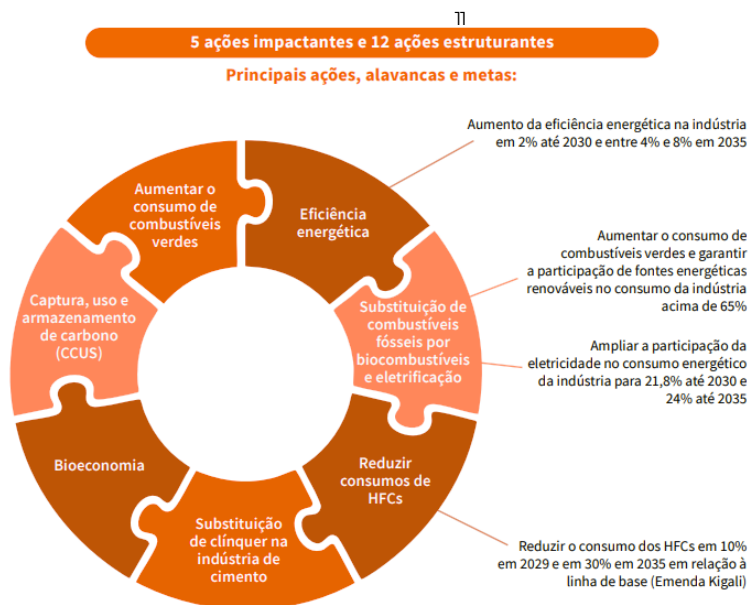 11
5 ações impactantes e 12 ações estruturantes
Principais ações, alavancas e metas:
Aumento da eficiência energética na indústria
em 2% até 2030 e entre 4% e 8% em 2035
Aumentar o
consumo de
combustíveis
verdes
Eficiência
energética
Aumentar o consumo de
combustíveis verdes e garantir
a participação de fontes energéticas
renováveis no consumo da indústria
acima de 65%
Captura, uso e
armazenamento
de carbono
(CCUS)
Substituição de
combustíveis
fósseis por
biocombustíveis
e eletrificação
Ampliar a participação da
eletricidade no consumo energético
da indústria para 21,8% até 2030 e
24% até 2035
Bioeconomia
Reduzir
consumos de
HFCs
Substituição
de clínquer na
indústria de
cimento
Reduzir o consumo dos HFCs em 10%
em 2029 e em 30% em 2035 em relação à
linha de base (Emenda Kigali)